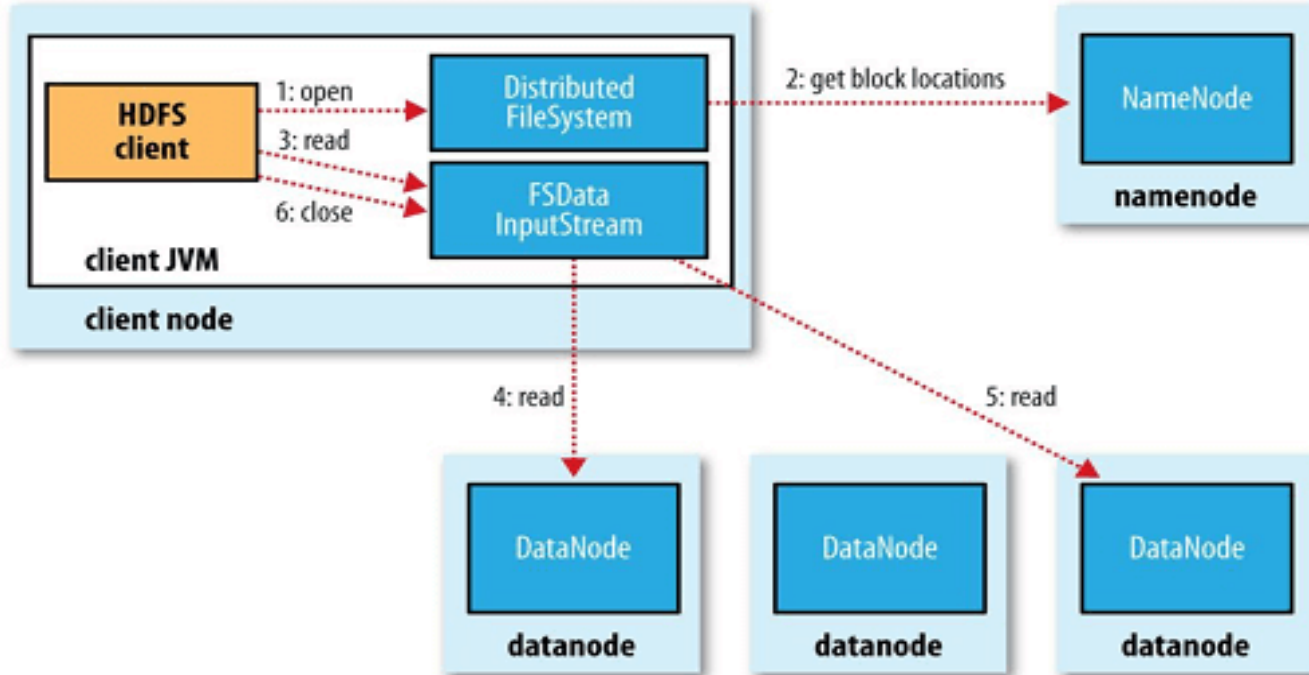 HDFS
client
1: open
3: read
6: close
Distributed
FileSystem
FSData
InputStream
client JVM
client node
2: get block locations
NameNode
namenode
4: read
5: read
DataNode
datanode
DataNode
datanode
DataNode
datanode